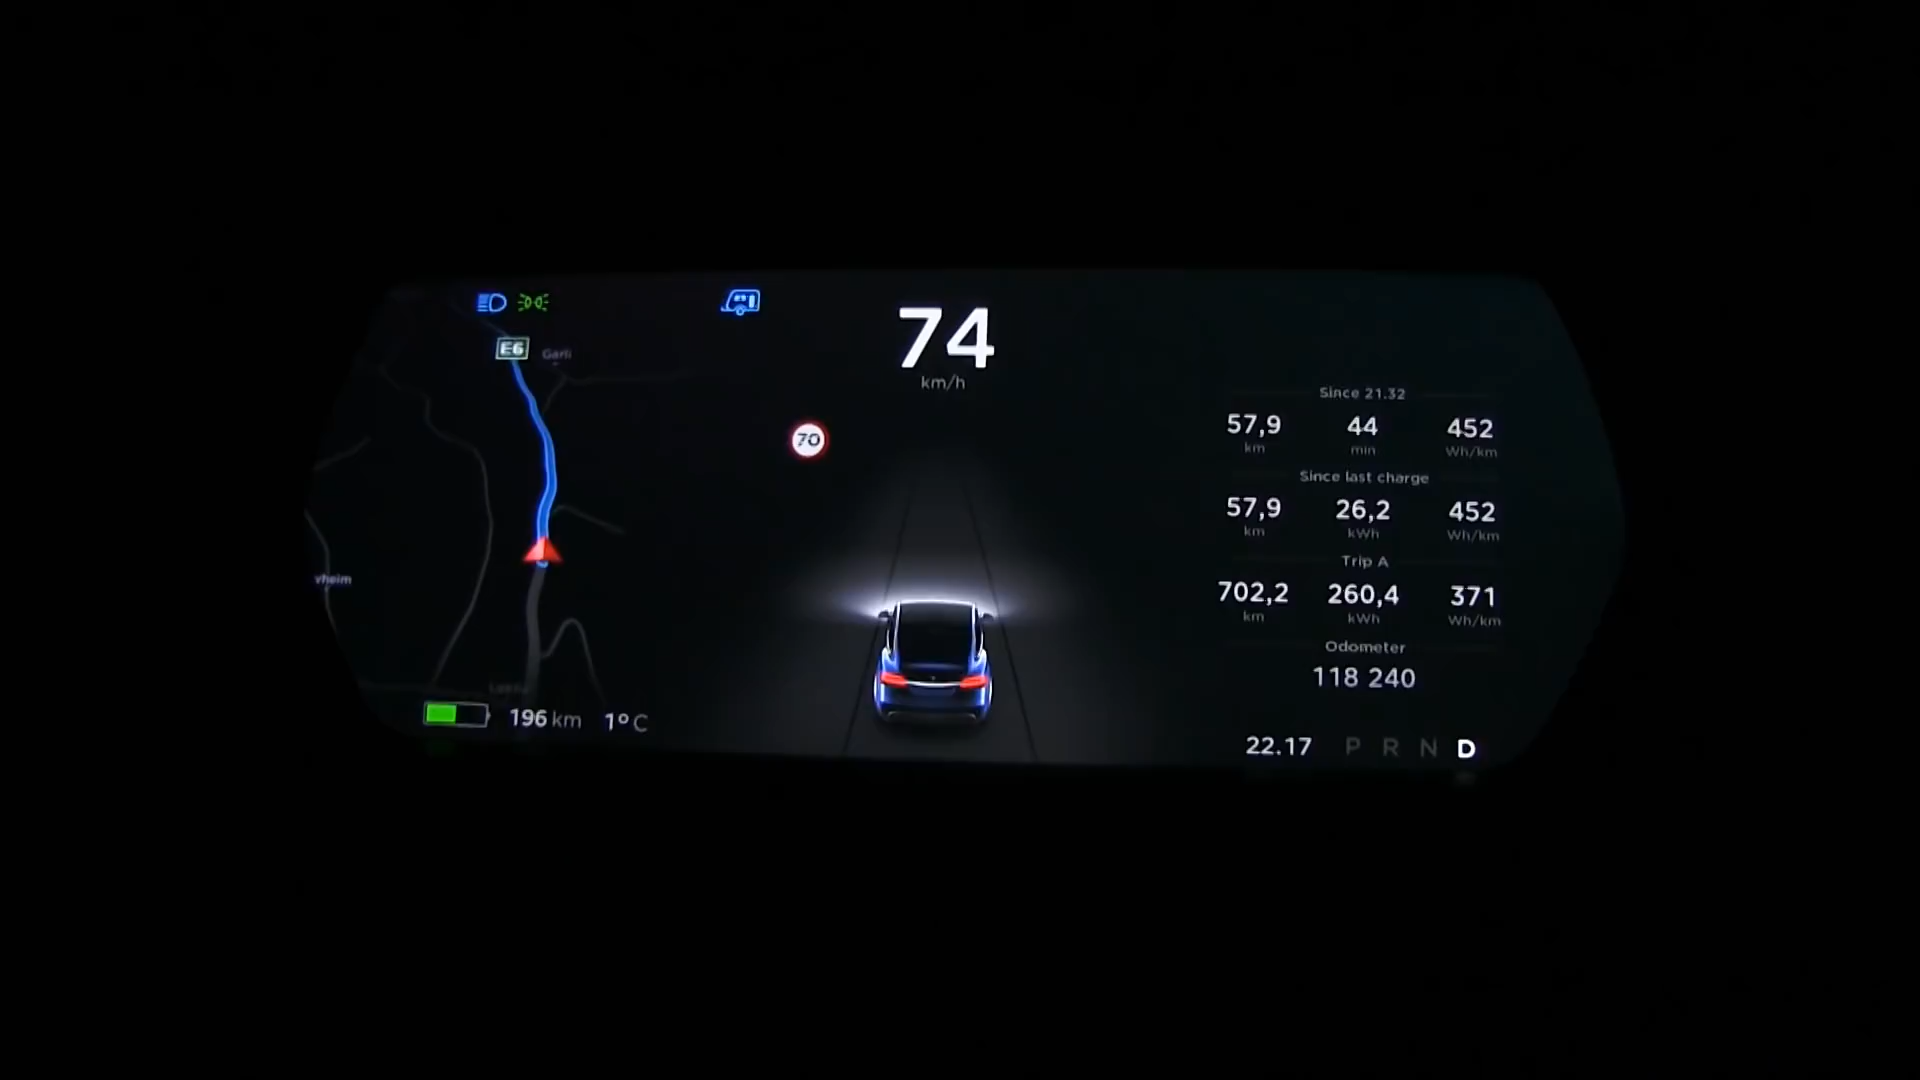 74
km/h
E6
Garli
70
Since 21.32
57,9 44 452
km min Wh/km
Since last charge
57,9 26,2 452
km kWh Wh/km
vheim
Trip A
702,2 260,4 371
km kWh Wh/km
Odometer
118 240
196 km 1° C
22.17 P R N D